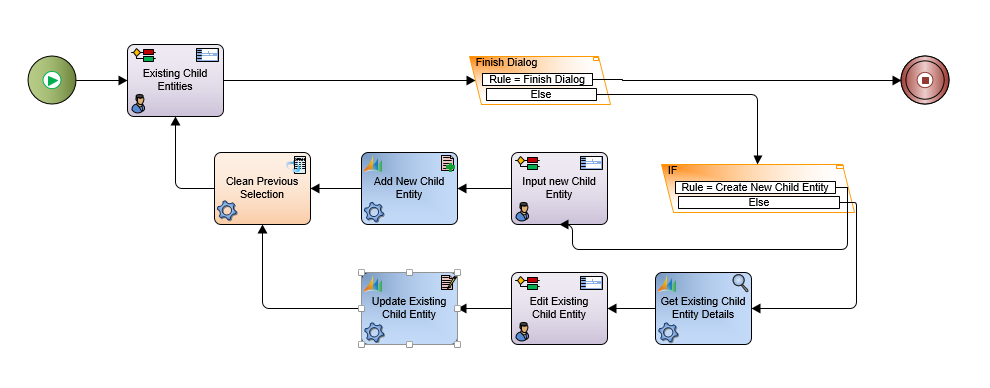 Existing Child
Entities
Finish Dialog
Rule = Finish Dialog
Else
IF
Rule = Create New Child Entity
Else
Clean Previous
Selection
Add New Child
Entity
Input new Child
Entity
Update Existing
Child Entity
Edit Existing
Child Entity
Get Existing Child
Entity Details